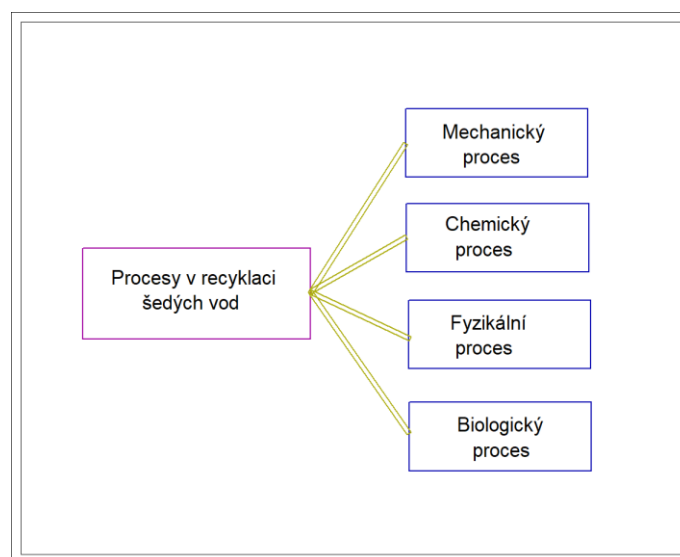 Procesy v recyklaci
šedých vod
Mechanický
proces
Chemický
proces
Fyzikální
proces
Biologický
proces